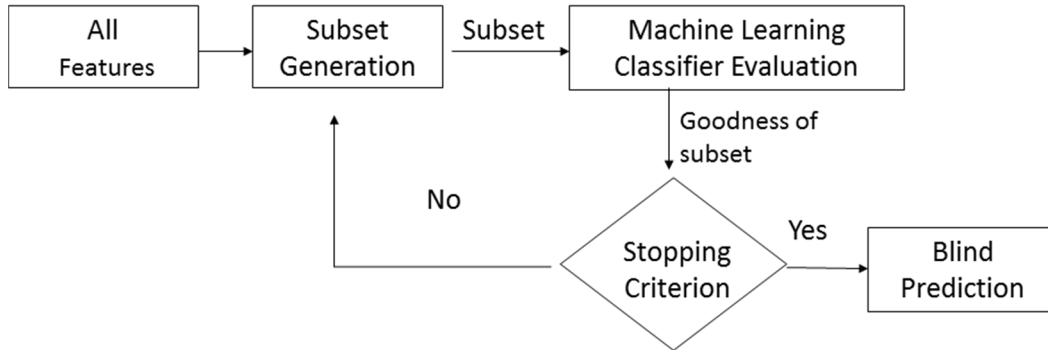 All
Features
Subset
Generation
Subset
Machine Learning
Classifier Evaluation
Goodness of
subset
No
Stopping
Criterion
Yes
Blind
Prediction